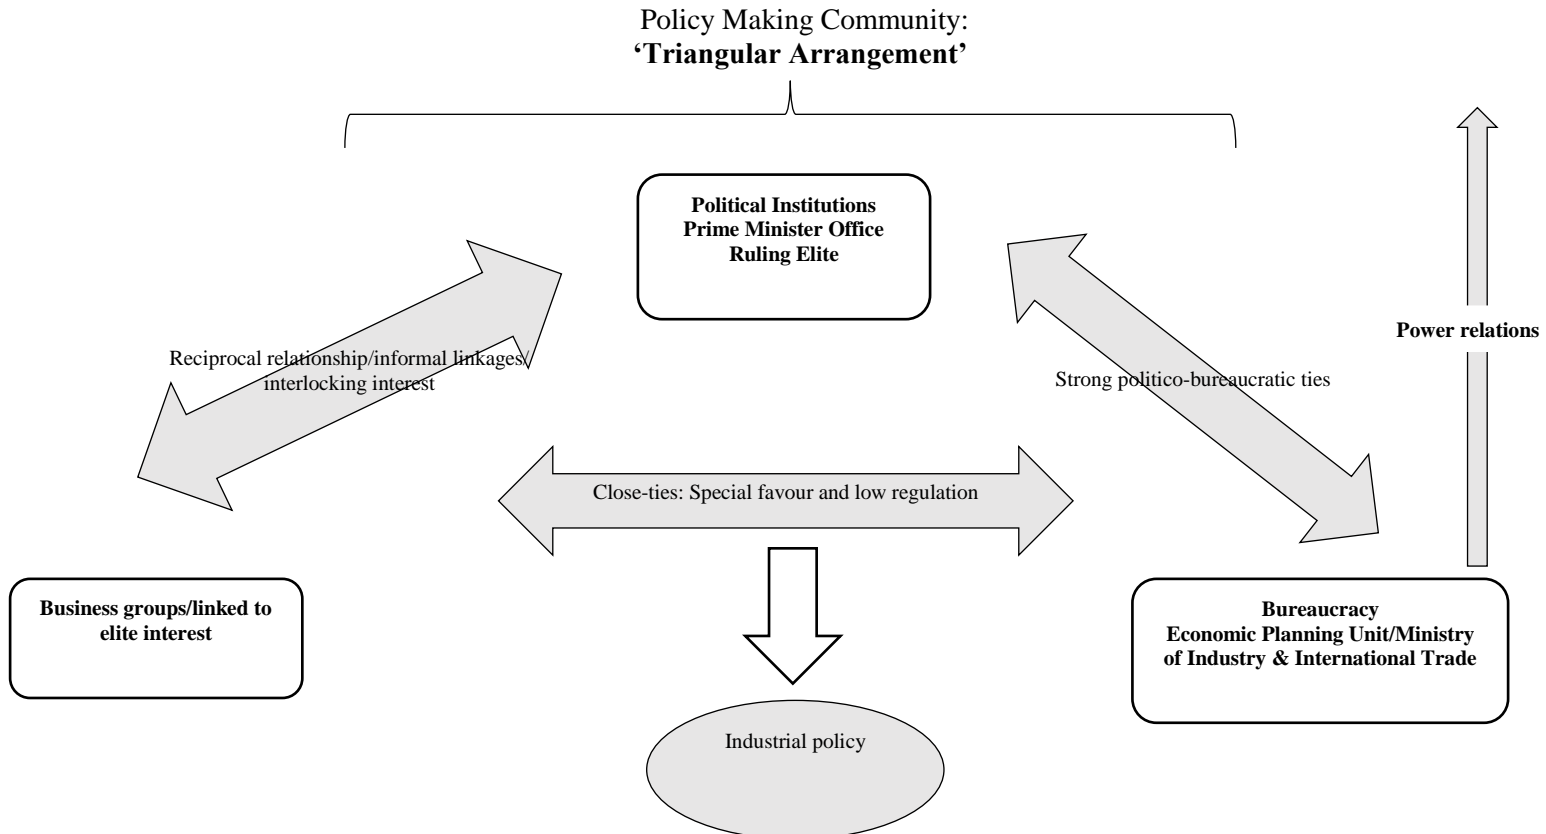 Policy Making Community:
‘Triangular Arrangement’
Political Institutions
Prime Minister Office
Ruling Elite
Power relations
Reciprocal relationship/informal linkages/
interlocking interest
Strong politico-bureaucratic ties
Close-ties: Special favour and low regulation
Business groups/linked to
elite interest
Bureaucracy
Economic Planning Unit/Ministry
of Industry & International Trade
Industrial policy